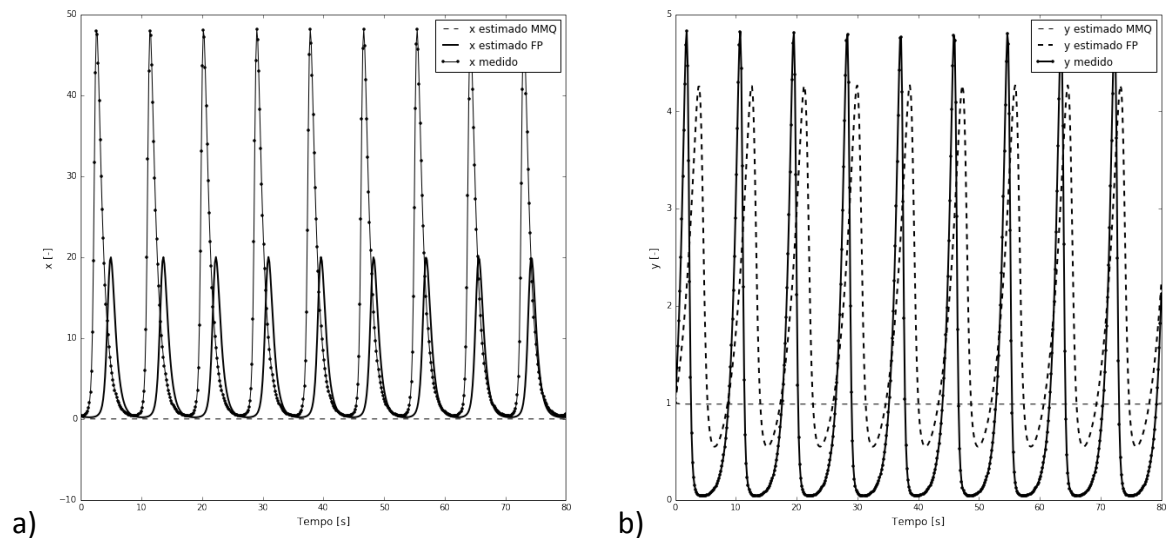 50
40
30
20
10
0
−10
x [-]
0 10 20 30 40 50 60 70 80
Tempo [s]
x estimado MMQ
x estimado FP
x medido
a)
5
4
3
2
1
0
y [-]
0 10 20 30 40 50 60 70 80
Tempo [s]
y estimado MMQ
y estimado FP
y medido
b)